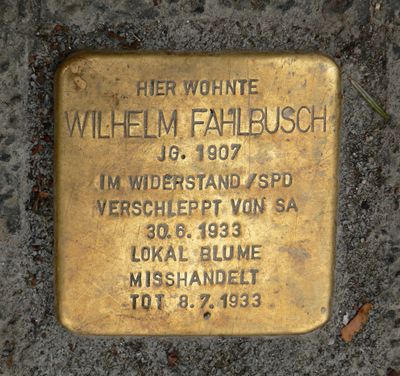 HIER WOHNTE
WILHELM FAHLBUSCH
JG. 1907
IM WIDERSTAND/SPD
VERSCHLEPPT VON SA
30.6.1933
LOKAL BLUME
MISSHANDELT
TOT 8.7.1933